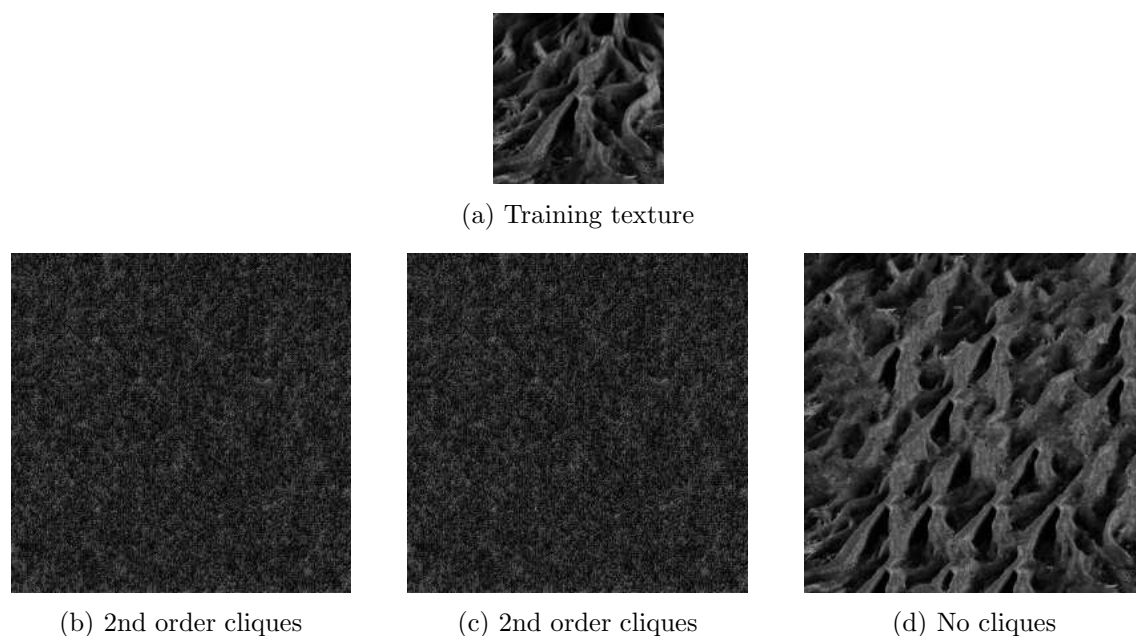 (a) Training texture
(b) 2nd order cliques
(c) 2nd order cliques
(d) No cliques